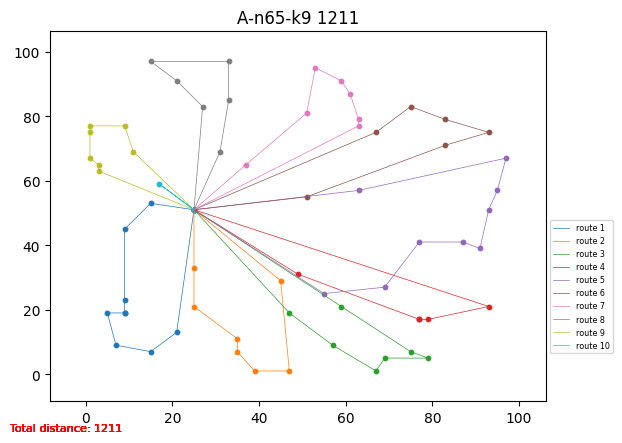 A-n65-k9 1211
100
80
60
40
20
0
0 20 40 60 80 100
route 1
route 2
route 3
route 4
route 5
route 6
route 7
route 8
route 9
route 10
Total distance: 1211